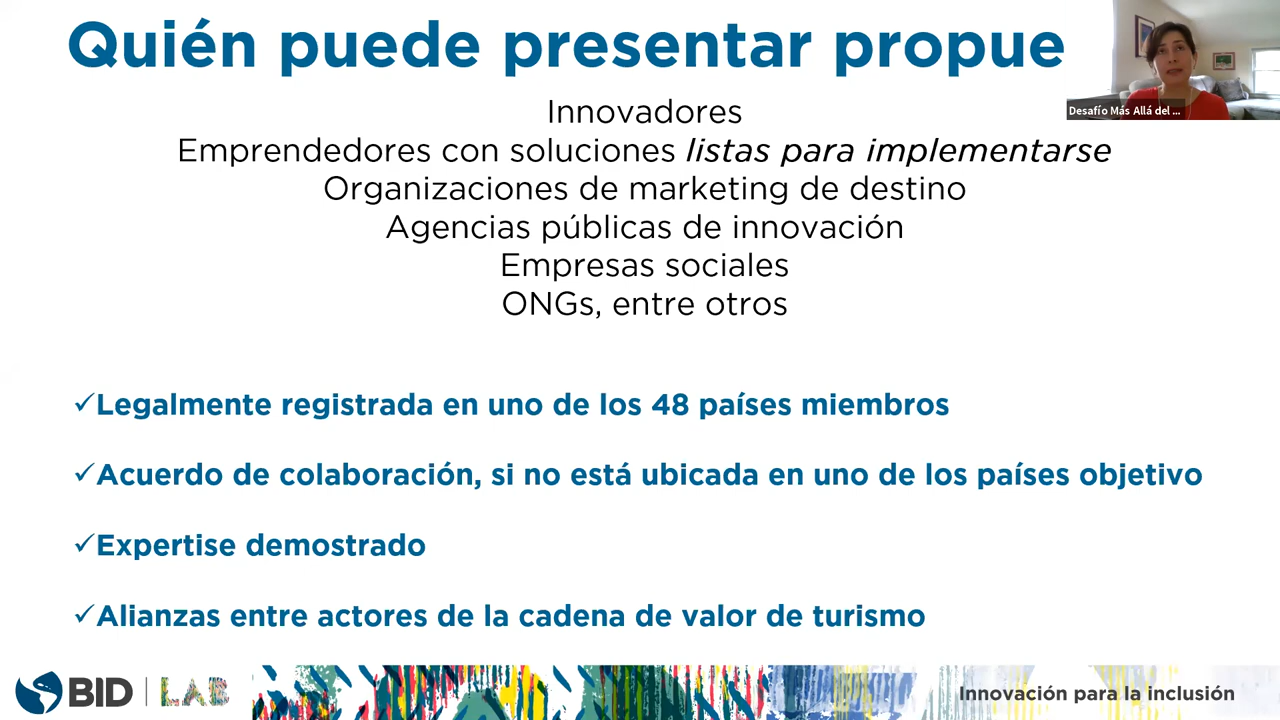 Quién puede presentar propue
Desafío Más Allá del ...
Innovadores
Emprendedores con soluciones listas para implementarse
Organizaciones de marketing de destino
Agencias públicas de innovación
Empresas sociales
ONGs, entre otros
✓Legalmente registrada en uno de los 48 países miembros
✓Acuerdo de colaboración, si no está ubicada en uno de los países objetivo
✓Expertise demostrado
✓Alianzas entre actores de la cadena de valor de turismo
BID | LAB
Innovación para la inclusión